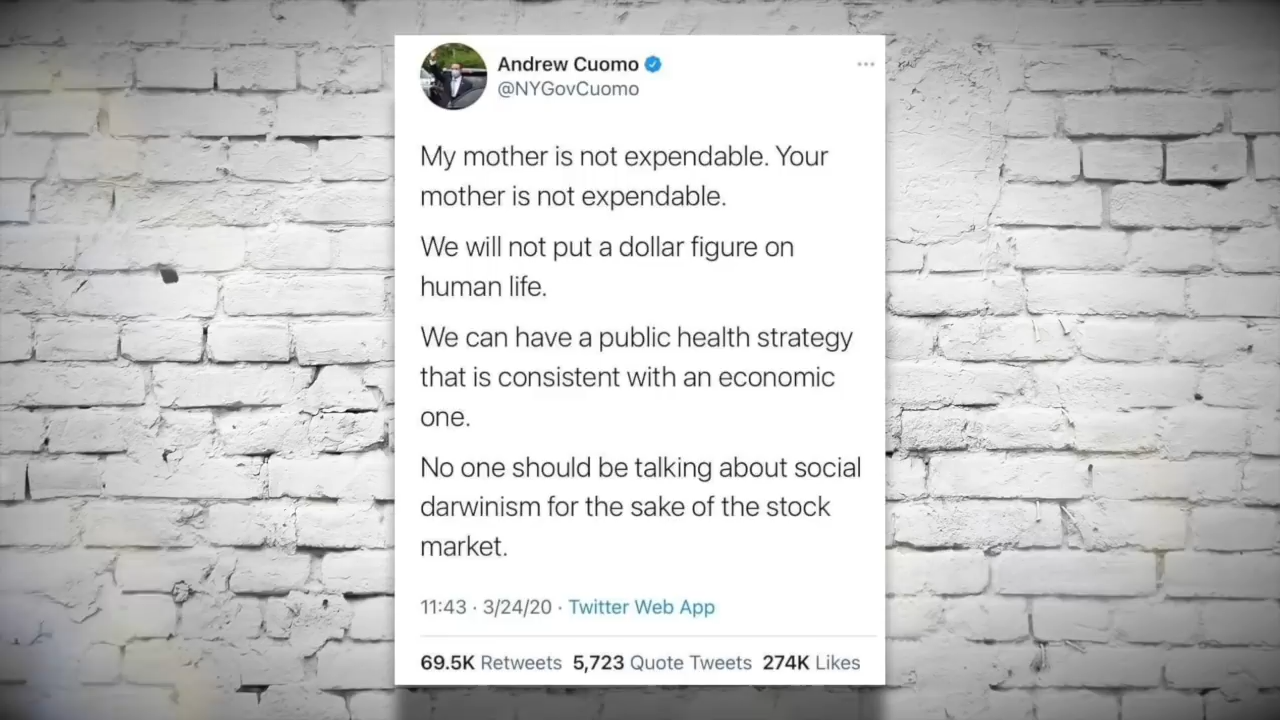 Andrew Cuomo
@NYGovCuomo
My mother is not expendable. Your
mother is not expendable.
We will not put a dollar figure on
human life.
We can have a public health strategy
that is consistent with an economic
one.
No one should be talking about social
darwinism for the sake of the stock
market.
11:43 · 3/24/20 · Twitter Web App
69.5K Retweets 5,723 Quote Tweets 274K Likes